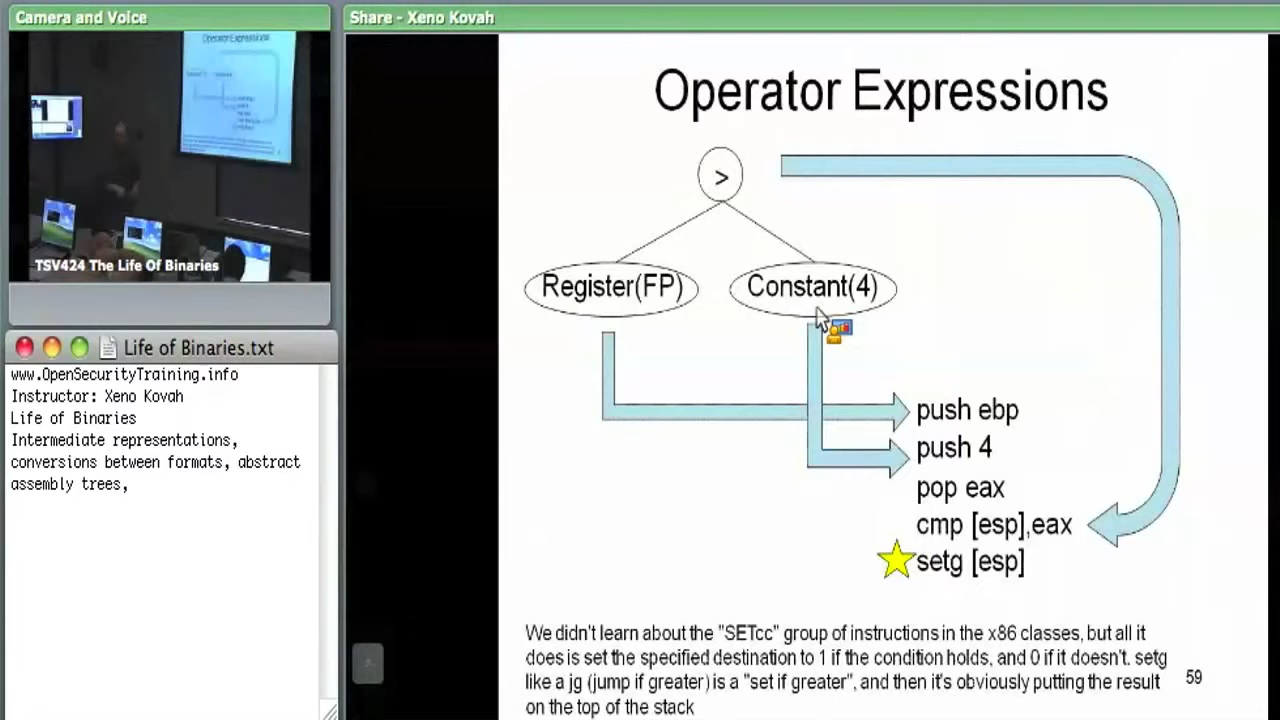 Camera and Voice
TSV424 The Life Of Binaries
Life of Binaries.txt
www.OpenSecurityTraining.info
Instructor: Xeno Kovah
Life of Binaries
Intermediate representations,
conversions between formats, abstract
assembly trees,
Share - Xeno Kovah
Operator Expressions
>
Register(FP)
Constant(4)
push ebp
push 4
pop eax
cmp [esp],eax
setg [esp]
We didn't learn about the "SETcc" group of instructions in the x86 classes, but all it
does is set the specified destination to 1 if the condition holds, and 0 if it doesn't. setg
like a jg (jump if greater) is a "set if greater", and then it's obviously putting the result
on the top of the stack
59